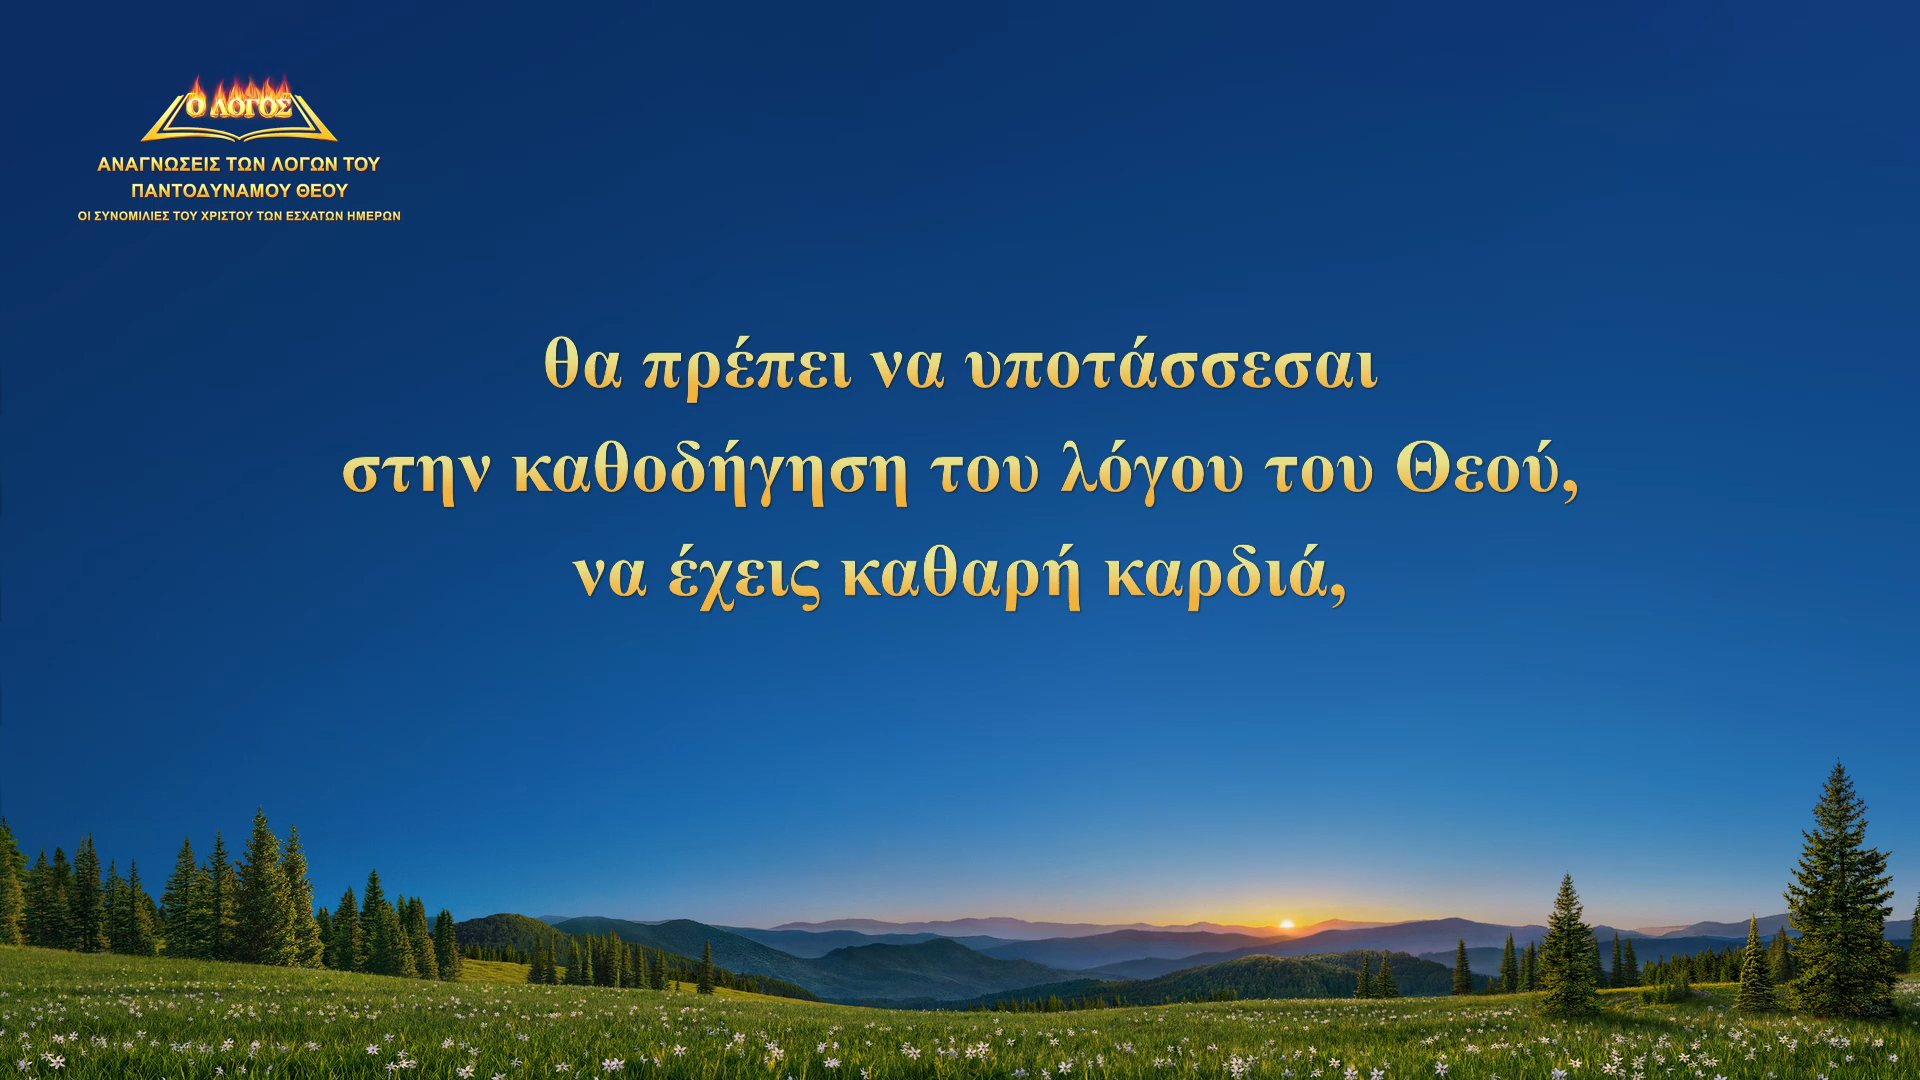 Ο ΛΟΓΟΣ
ΑΝΑΓΝΩΣΕΙΣ ΤΩΝ ΛΟΓΩΝ ΤΟΥ
ΠΑΝΤΟΔΥΝΑΜΟΥ ΘΕΟΥ
ΟΙ ΣΥΝΟΜΙΛΙΕΣ ΤΟΥ ΧΡΙΣΤΟΥ ΤΩΝ ΕΣΧΑΤΩΝ ΗΜΕΡΩΝ
θα πρέπει να υποτάσσεσαι
στην καθοδήγηση του λόγου του Θεού,
να έχεις καθαρή καρδιά,